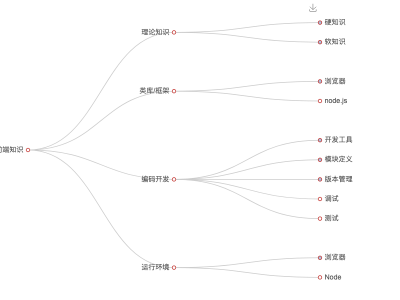 端知识
理论知识
硬知识
软知识
类库/框架
浏览器
node.js
编码开发
开发工具
模块定义
版本管理
调试
测试
运行环境
浏览器
Node